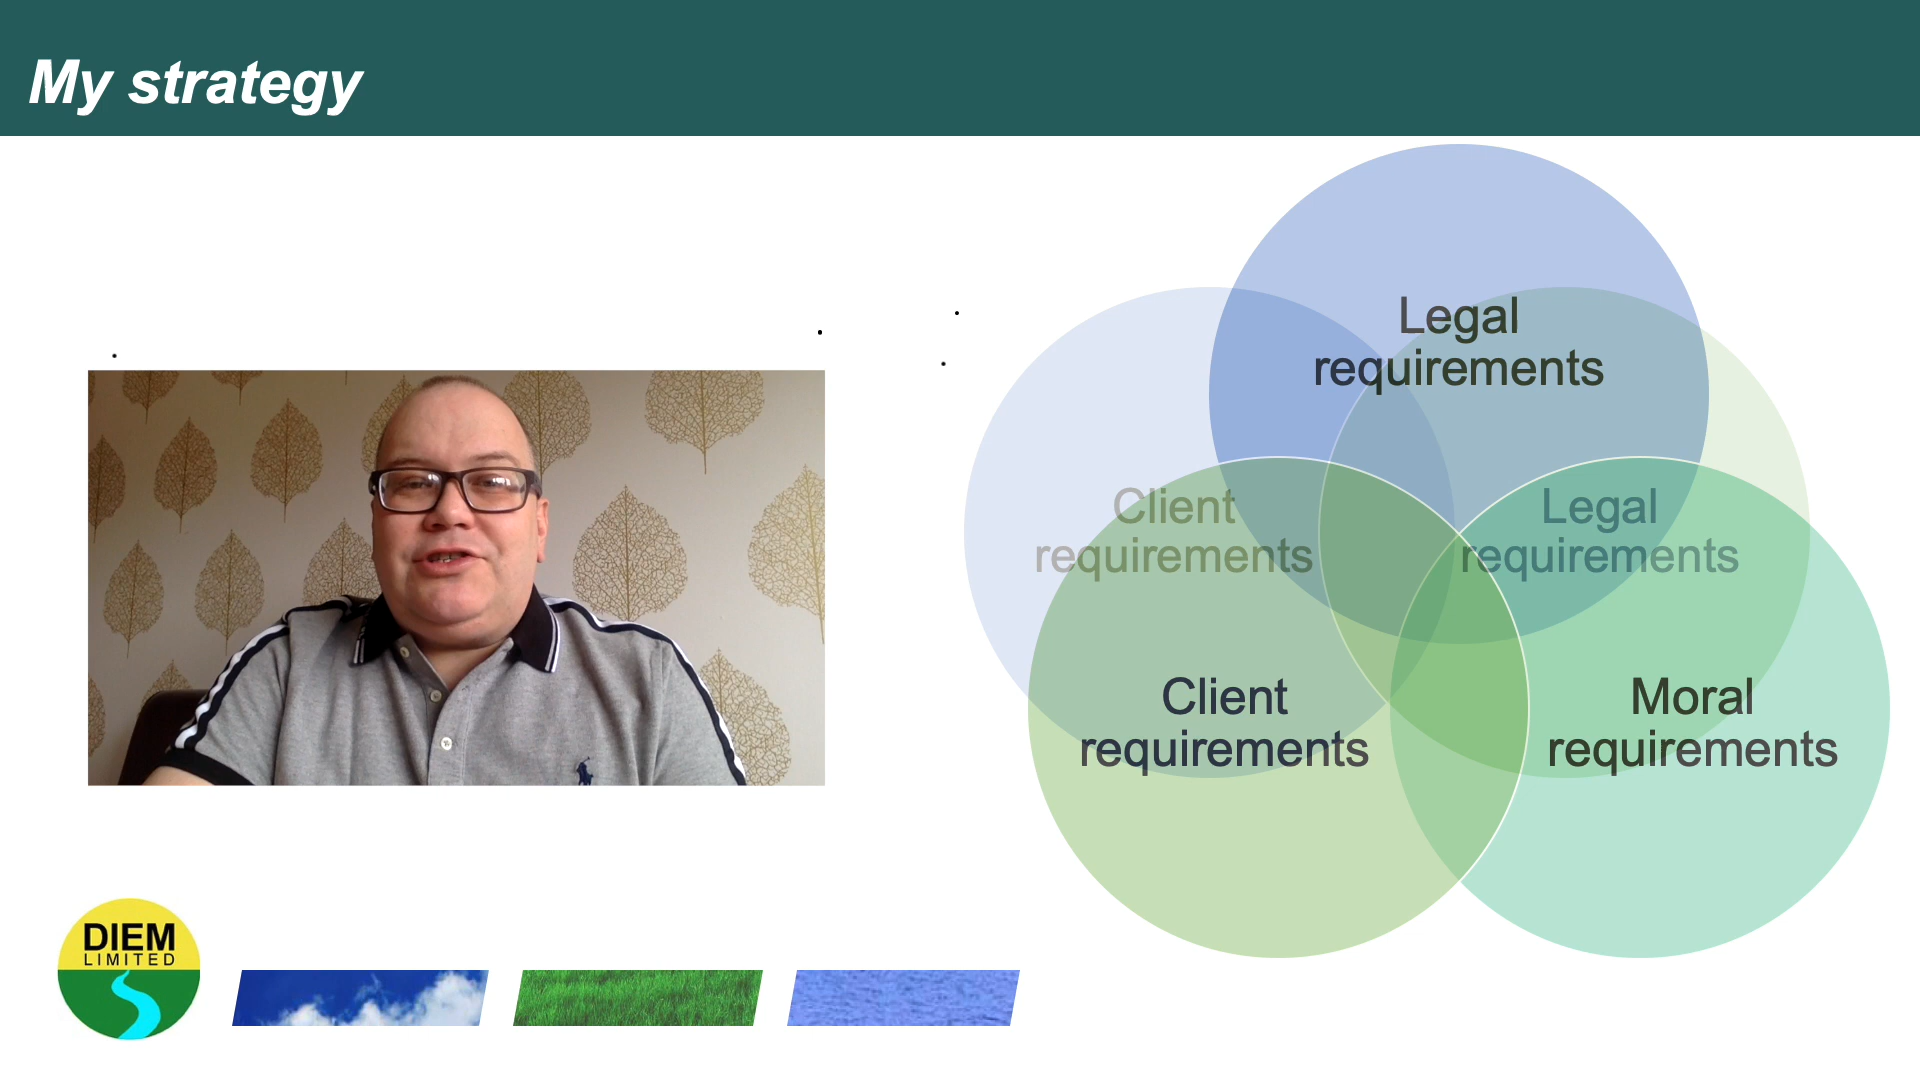 My strategy
Legal
requirements
Client
requirements
Legal
requirements
Client
requirements
Moral
requirements
DIEM
LIMITED